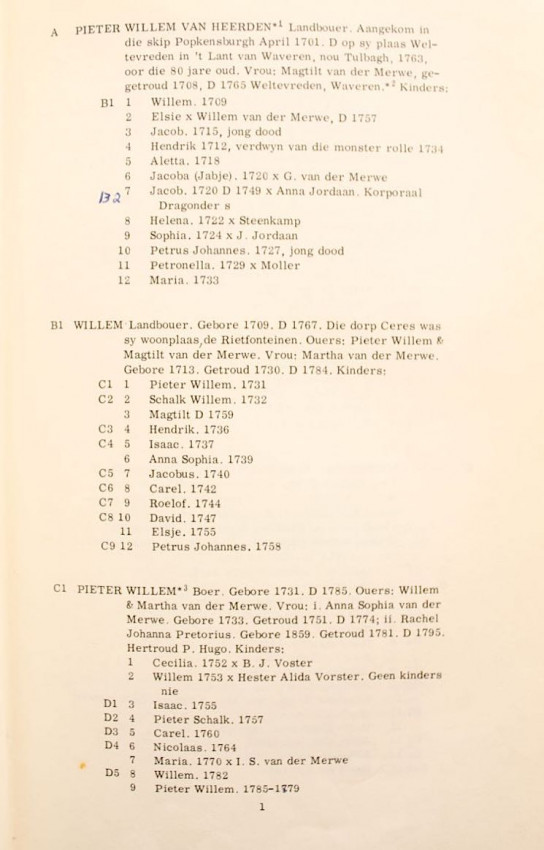 A PIETER WILLEM VAN HEERDEN*1 Landbouer. Aangekom in
die skip Popkensburgh April 1701. D op sy plaas Wel-
tevreden in 't Lant van Waveren, nou Tulbagh, 1763,
oor die 80 jare oud. Vrou: Magtilt van der Merwe, ge-
getroud 1708, D 1765 Weltevreden, Waveren.*2 Kinders:
B1 1 Willem. 1709
2 Elsie x Willem van der Merwe, D 1757
3 Jacob. 1715, jong dood
4 Hendrik 1712, verdwyn van die monster rolle 1734
5 Aletta. 1718
6 Jacoba (Jabje). 1720 x G. van der Merwe
B2 7 Jacob. 1720 D 1749 x Anna Jordaan. Korporaal
Dragonder s
8 Helena. 1722 x Steenkamp
9 Sophia. 1724 x J. Jordaan
10 Petrus Johannes. 1727, jong dood
11 Petronella. 1729 x Moller
12 Maria. 1733
B1 WILLEM Landbouer. Gebore 1709. D 1767. Die dorp Ceres was
sy woonplaas, de Rietfonteinen. Ouers: Pieter Willem &
Magtilt van der Merwe. Vrou: Martha van der Merwe.
Gebore 1713. Getroud 1730. D 1784. Kinders:
C1 1 Pieter Willem. 1731
C2 2 Schalk Willem. 1732
3 Magtilt D 1759
C3 4 Hendrik. 1736
C4 5 Isaac. 1737
6 Anna Sophia. 1739
C5 7 Jacobus. 1740
C6 8 Carel. 1742
C7 9 Roelof. 1744
C8 10 David. 1747
11 Elsje. 1755
C9 12 Petrus Johannes. 1758
C1 PIETER WILLEM*3 Boer. Gebore 1731. D 1785. Ouers: Willem
& Martha van der Merwe. Vrou: i. Anna Sophia van der
Merwe. Gebore 1733. Getroud 1751. D 1774; ii. Rachel
Johanna Pretorius. Gebore 1859. Getroud 1781. D 1795.
Hertroud P. Hugo. Kinders:
1 Cecilia. 1752 x B. J. Voster
2 Willem 1753 x Hester Alida Vorster. Geen kinders
nie
D1 3 Isaac. 1755
D2 4 Pieter Schalk. 1757
D3 5 Carel. 1760
D4 6 Nicolaas. 1764
7 Maria. 1770 x I. S. van der Merwe
D5 8 Willem. 1782
9 Pieter Willem. 1785-1879
1